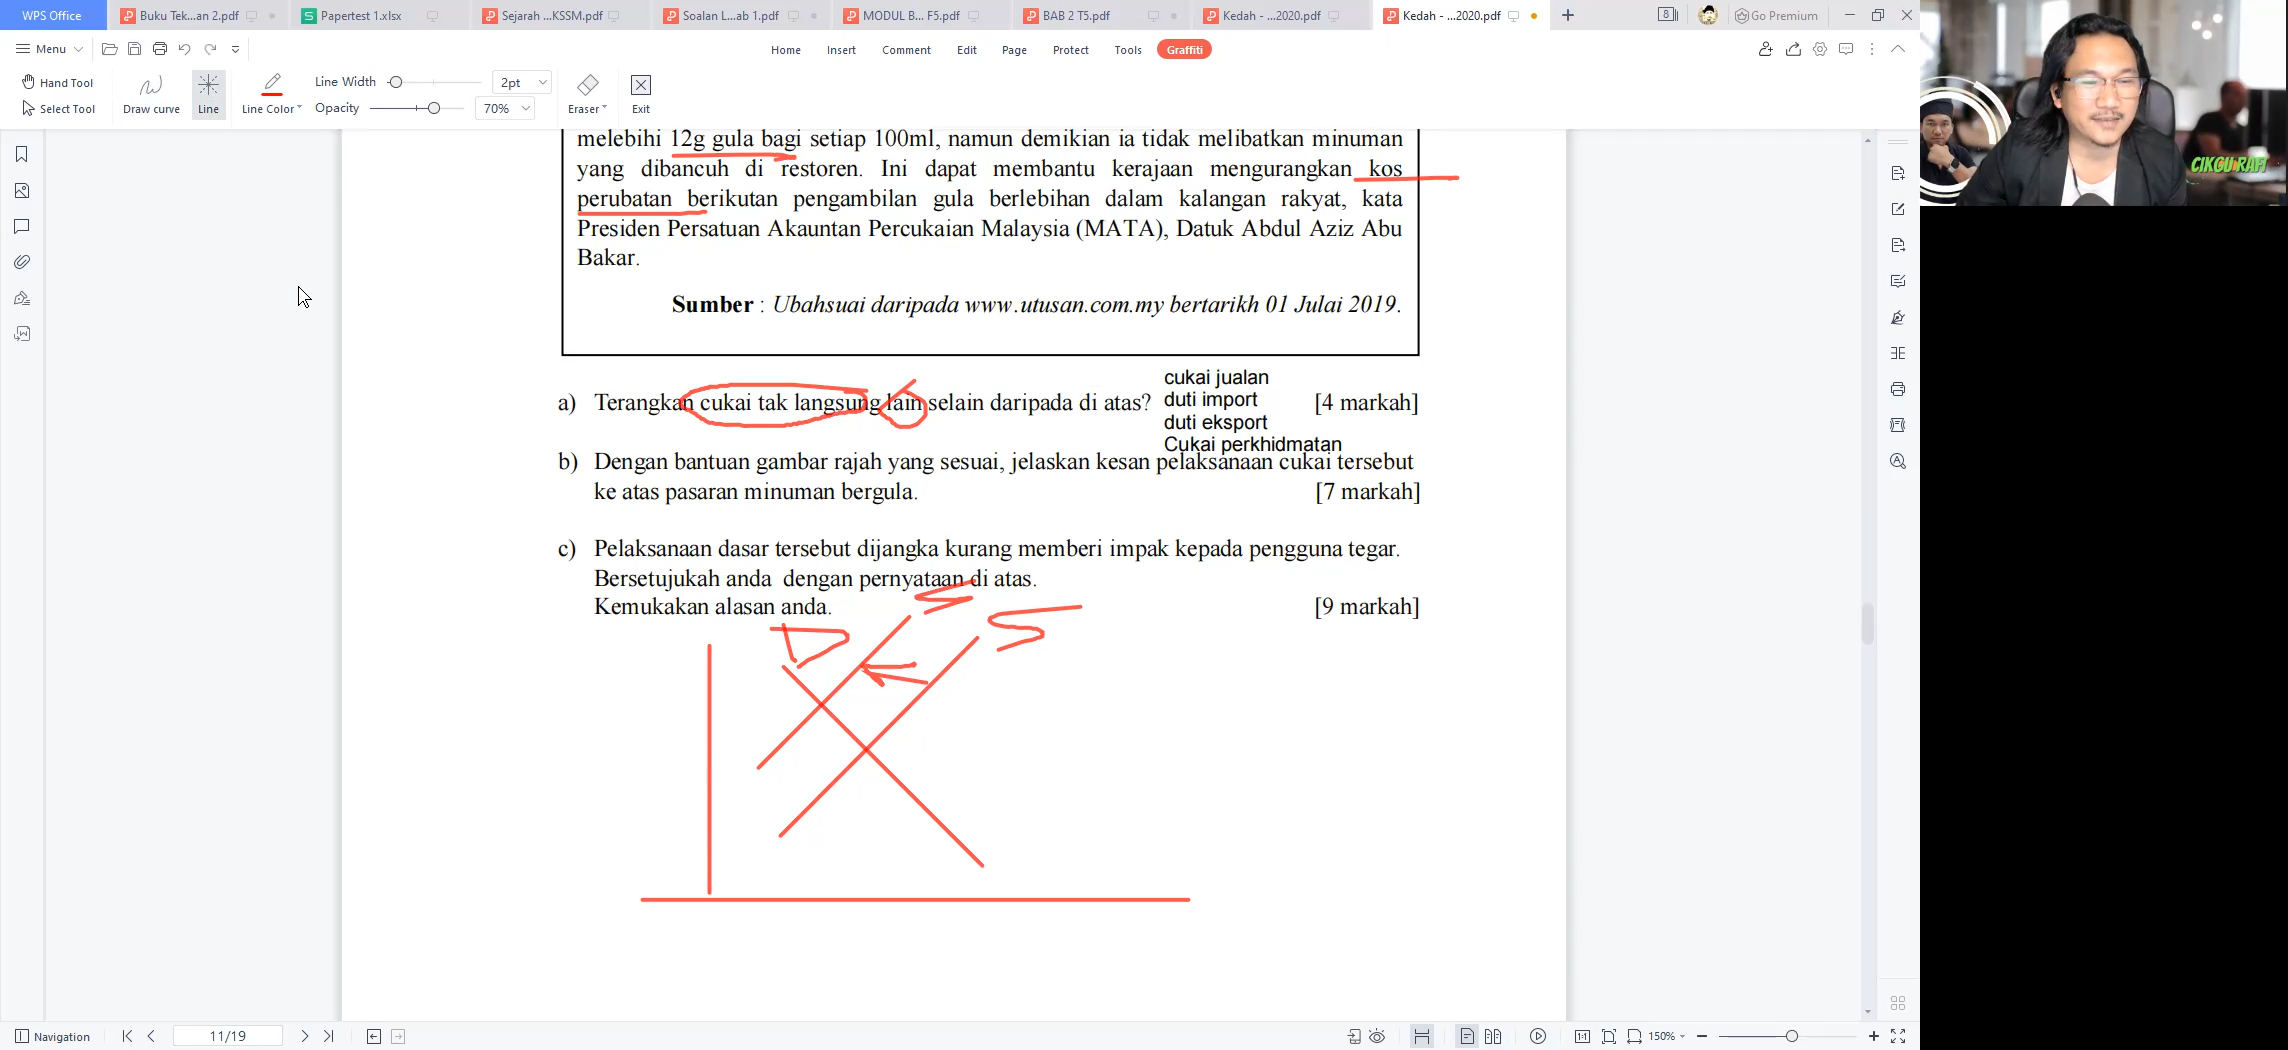 WPS Office
Buku Tek...an 2.pdf
Papertest 1.xlsx
Sejarah ...KSSM.pdf
Soalan L...ab 1.pdf
MODUL B... F5.pdf
BAB 2 T5.pdf
Kedah - ...2020.pdf
Kedah - ...2020.pdf
8
Go Premium
Menu
Home
Insert
Comment
Edit
Page
Protect
Tools
Graffiti
Hand Tool
Select Tool
Draw curve
Line
Line Color
Line Width
2pt
Opacity
70%
Eraser
Exit
CIKGU RAFI
melebihi 12g gula bagi setiap 100ml, namun demikian ia tidak melibatkan minuman
yang dibancuh di restoren. Ini dapat membantu kerajaan mengurangkan kos
perubatan berikutan pengambilan gula berlebihan dalam kalangan rakyat, kata
Presiden Persatuan Akauntan Percukaian Malaysia (MATA), Datuk Abdul Aziz Abu
Bakar.
Sumber : Ubahsuai daripada www.utusan.com.my bertarikh 01 Julai 2019.
a) Terangkan cukai tak langsung lain selain daripada di atas? [4 markah]
cukai jualan
duti import
duti eksport
Cukai perkhidmatan
b) Dengan bantuan gambar rajah yang sesuai, jelaskan kesan pelaksanaan cukai tersebut
ke atas pasaran minuman bergula. [7 markah]
c) Pelaksanaan dasar tersebut dijangka kurang memberi impak kepada pengguna tegar.
Bersetujukah anda dengan pernyataan di atas.
Kemukakan alasan anda. [9 markah]
D
S
S
Navigation
11/19
1:1
150%